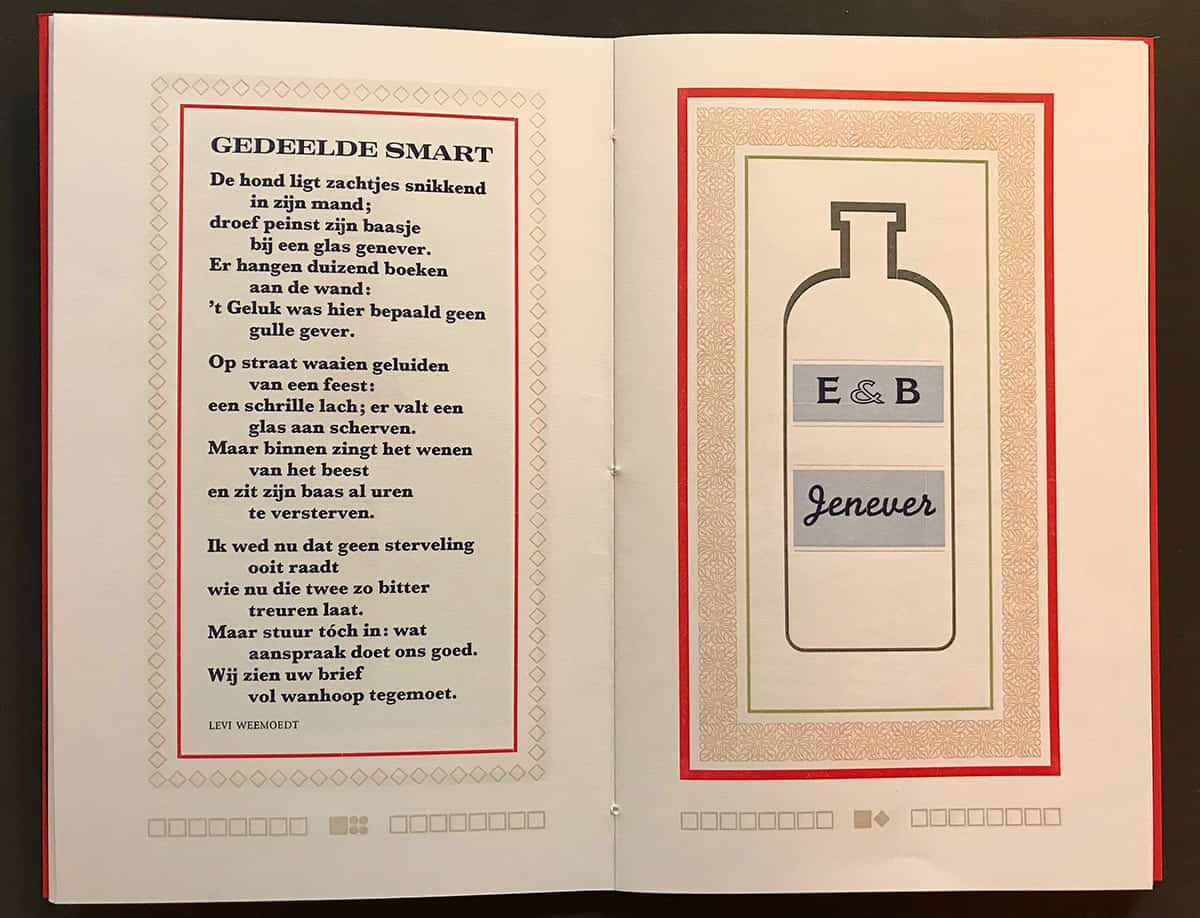 GEDEELDE SMART
De hond ligt zachtjes snikkend
in zijn mand;
droef peinst zijn baasje
bij een glas genever.
Er hangen duizend boeken
aan de wand:
’t Geluk was hier bepaald geen
gulle gever.
Op straat waaien geluiden
van een feest:
een schrille lach; er valt een
glas aan scherven.
Maar binnen zingt het wenen
van het beest
en zit zijn baas al uren
te versterven.
Ik wed nu dat geen sterveling
ooit raadt
wie nu die twee zo bitter
treuren laat.
Maar stuur tóch in: wat
aanspraak doet ons goed.
Wij zien uw brief
vol wanhoop tegemoet.
LEVI WEEMOEDT
E & B
Jenever